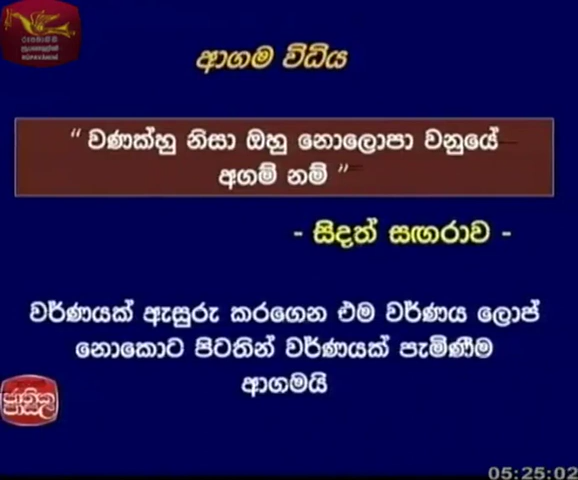 ආගම විධිය
“ වණක්හු නිසා ඔහු නොලොපා වනුයේ
අගම් නම් ”
- සිදත් සඟරාව -
වර්ණයක් ඇසුරු කරගෙන එම වර්ණය ලොප්
නොකොට පිටතින් වර්ණයක් පැමිණීම
ආගමයි
ජාතික
පාසල
05:25:02